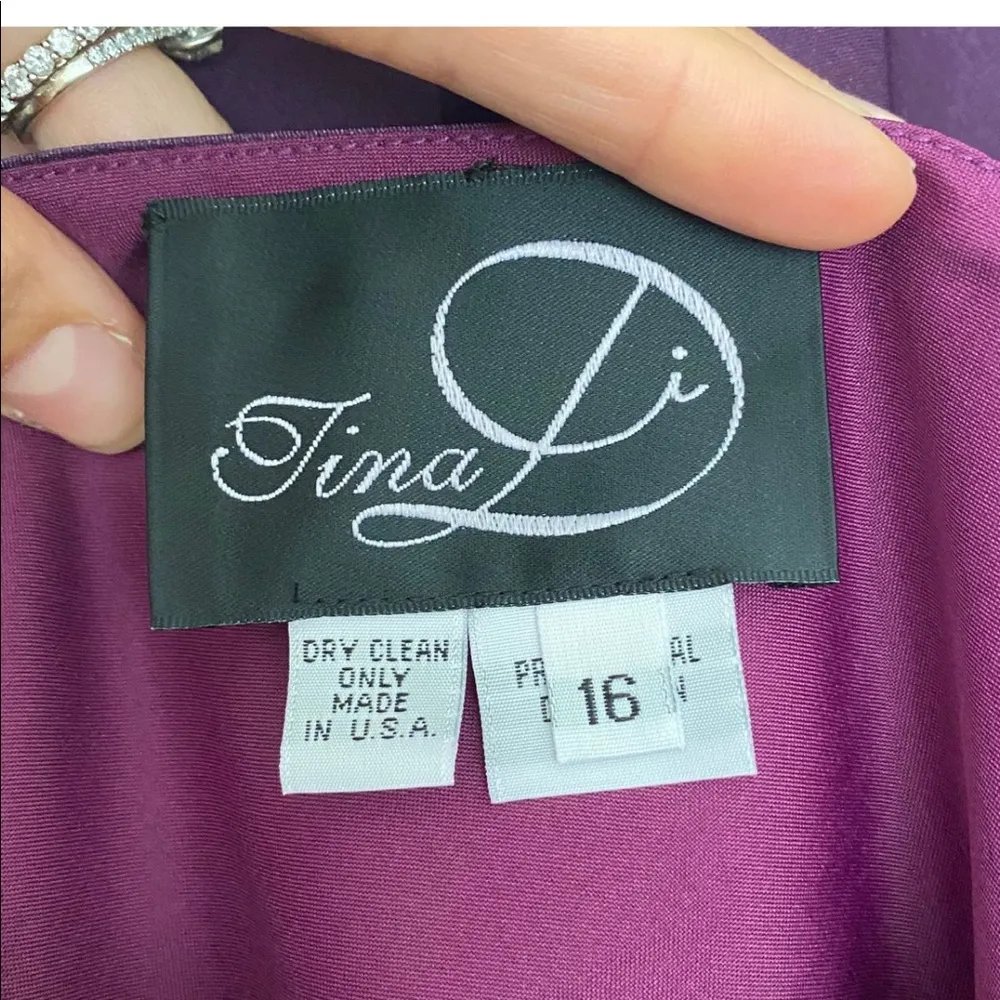 Tina Di
DRY CLEAN
ONLY
MADE
IN U.S.A.
16